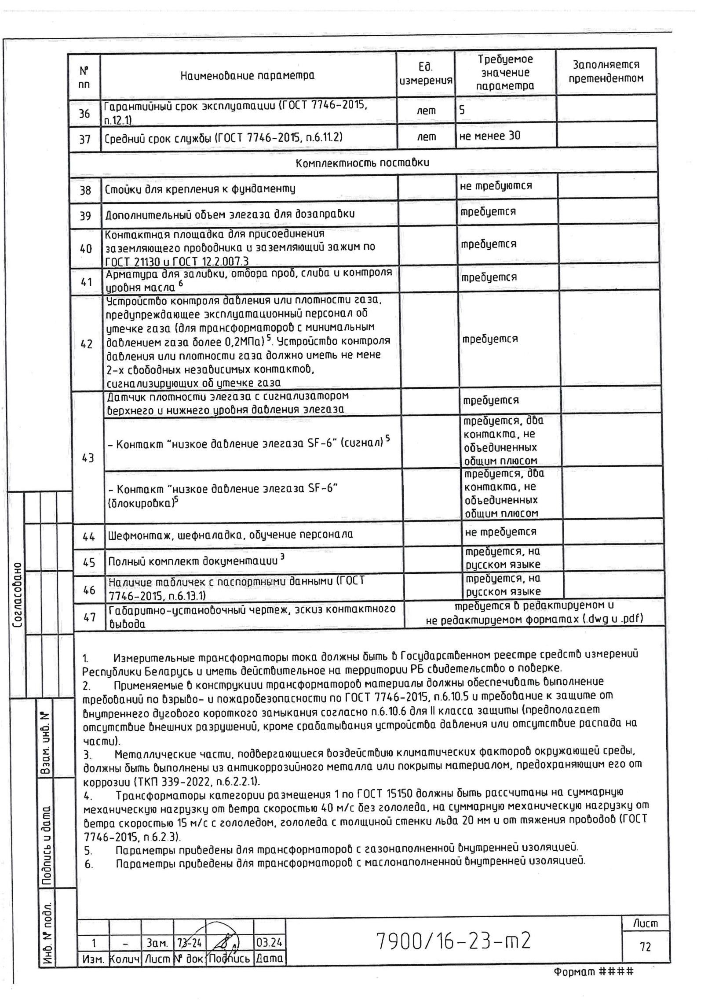 №
пп
Наименование параметра
Ед.
измерения
Требуемое
значение
параметра
Заполняется
претендентом
36
Гарантийный срок эксплуатации (ГОСТ 7746-2015,
п.12.1)
лет
5
37
Средний срок службы (ГОСТ 7746-2015, п.6.11.2)
лет
не менее 30
Комплектность поставки
38
Стойки для крепления к фундаменту
не требуются
39
Дополнительный объем элегаза для дозаправки
требуется
40
Контактная площадка для присоединения
заземляющего проводника и заземляющий зажим по
ГОСТ 21130 и ГОСТ 12.2.007.3
требуется
41
Арматура для заливки, отбора проб, слива и контроля
уровня масла 6
требуется
42
Устройство контроля давления или плотности газа,
предупреждающее эксплуатационный персонал об
утечке газа (для трансформаторов с минимальным
давлением газа более 0,2МПа) 5. Устройство контроля
давления или плотности газа должно иметь не мене
2-х свободных независимых контактов,
сигнализирующих об утечке газа
требуется
43
Датчик плотности элегаза с сигнализатором
верхнего и нижнего уровня давления элегаза
требуется
- Контакт "низкое давление элегаза SF-6" (сигнал) 5
требуется, два
контакта, не
объединенных
общим плюсом
- Контакт "низкое давление элегаза SF-6"
(блокировка)5
требуется, два
контакта, не
объединенных
общим плюсом
44
Шефмонтаж, шефналадка, обучение персонала
не требуется
45
Полный комплект документации 3
требуется, на
русском языке
46
Наличие табличек с паспортными данными (ГОСТ
7746-2015, п.6.13.1)
требуется, на
русском языке
47
Габаритно-установочный чертеж, эскиз контактного
вывода
требуется в редактируемом и
не редактируемом форматах (.dwg и .pdf)
1. Измерительные трансформаторы тока должны быть в Государственном реестре средств измерений
Республики Беларусь и иметь действительное на территории РБ свидетельство о поверке.
2. Применяемые в конструкции трансформаторов материалы должны обеспечивать выполнение
требований по взрыво- и пожаробезопасности по ГОСТ 7746-2015, п.6.10.5 и требование к защите от
внутреннего дугового короткого замыкания согласно п.6.10.6 для II класса защиты (предполагает
отсутствие внешних разрушений, кроме срабатывания устройства давления или отсутствие распада на
части).
3. Металлические части, подвергающиеся воздействию климатических факторов окружающей среды,
должны быть выполнены из антикоррозийного металла или покрыты материалом, предохраняющим его от
коррозии (ТКП 339-2022, п.6.2.2.1).
4. Трансформаторы категории размещения 1 по ГОСТ 15150 должны быть рассчитаны на суммарную
механическую нагрузку от ветра скоростью 40 м/с без гололеда, на суммарную механическую нагрузку от
ветра скоростью 15 м/с с гололедом, гололеда с толщиной стенки льда 20 мм и от тяжения проводов (ГОСТ
7746-2015, п.6.2.3).
5. Параметры приведены для трансформаторов с газонаполненной внутренней изоляцией.
6. Параметры приведены для трансформаторов с маслонаполненной внутренней изоляцией.
Согласовано
Взам. инв. №
Подпись и дата
Инв. № подл.
1
-
Зам.
73-24
03.24
Изм.
Колич
Лист
№ док
Подпись
Дата
7900/16-23-т2
Лист
72
Формат ####